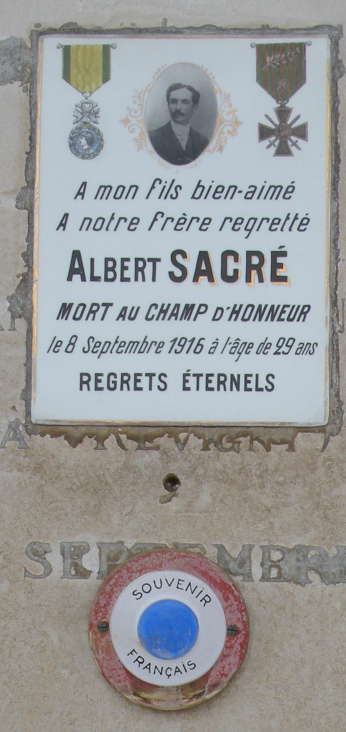 A mon fils bien-aimé
A notre frère regretté
ALBERT SACRÉ
MORT AU CHAMP D'HONNEUR
le 8 Septembre 1916 à l'âge de 29 ans
REGRETS ÉTERNELS
A REVIGNY
SEPTEMBRE
SOUVENIR
FRANÇAIS